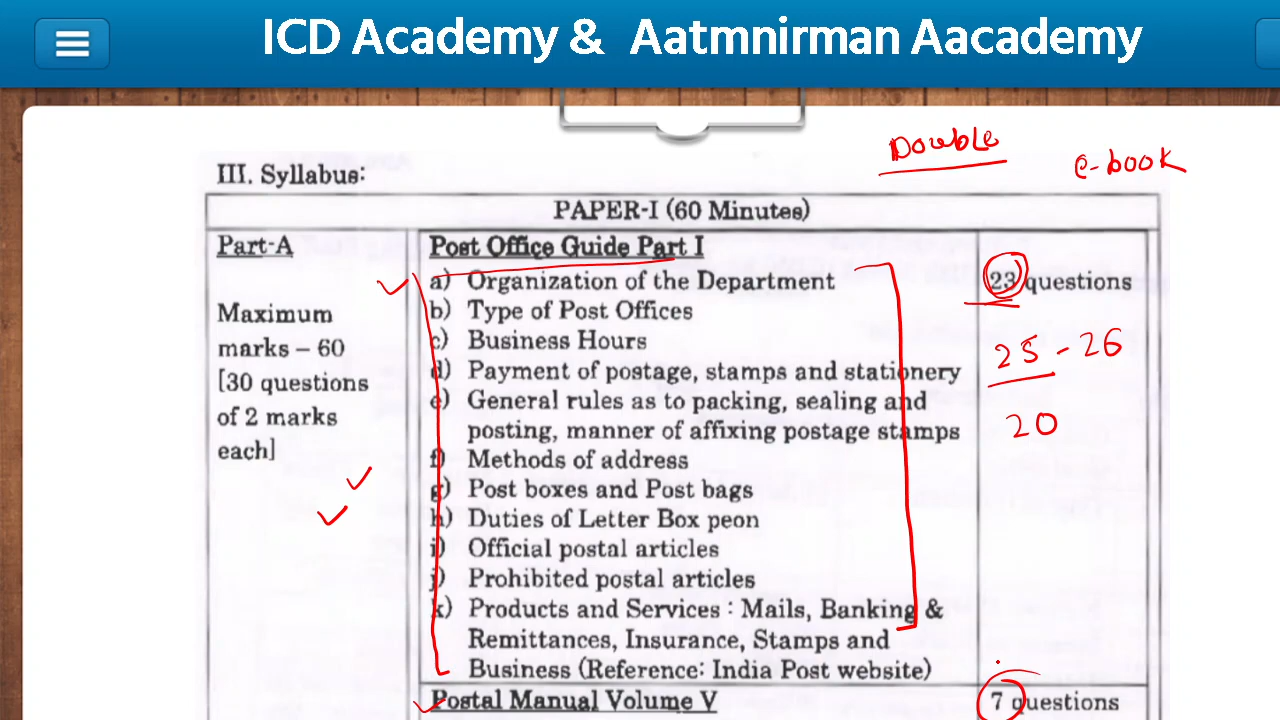 ICD Academy & Aatmnirman Aacademy
Double
e-book
III. Syllabus:
PAPER-I (60 Minutes)
Part-A
Maximum
marks – 60
[30 questions
of 2 marks
each]
Post Office Guide Part I
a) Organization of the Department
b) Type of Post Offices
c) Business Hours
d) Payment of postage, stamps and stationery
e) General rules as to packing, sealing and
posting, manner of affixing postage stamps
f) Methods of address
g) Post boxes and Post bags
h) Duties of Letter Box peon
i) Official postal articles
j) Prohibited postal articles
k) Products and Services : Mails, Banking &
Remittances, Insurance, Stamps and
Business (Reference: India Post website)
23 questions
25 - 26
20
Postal Manual Volume V
7 questions